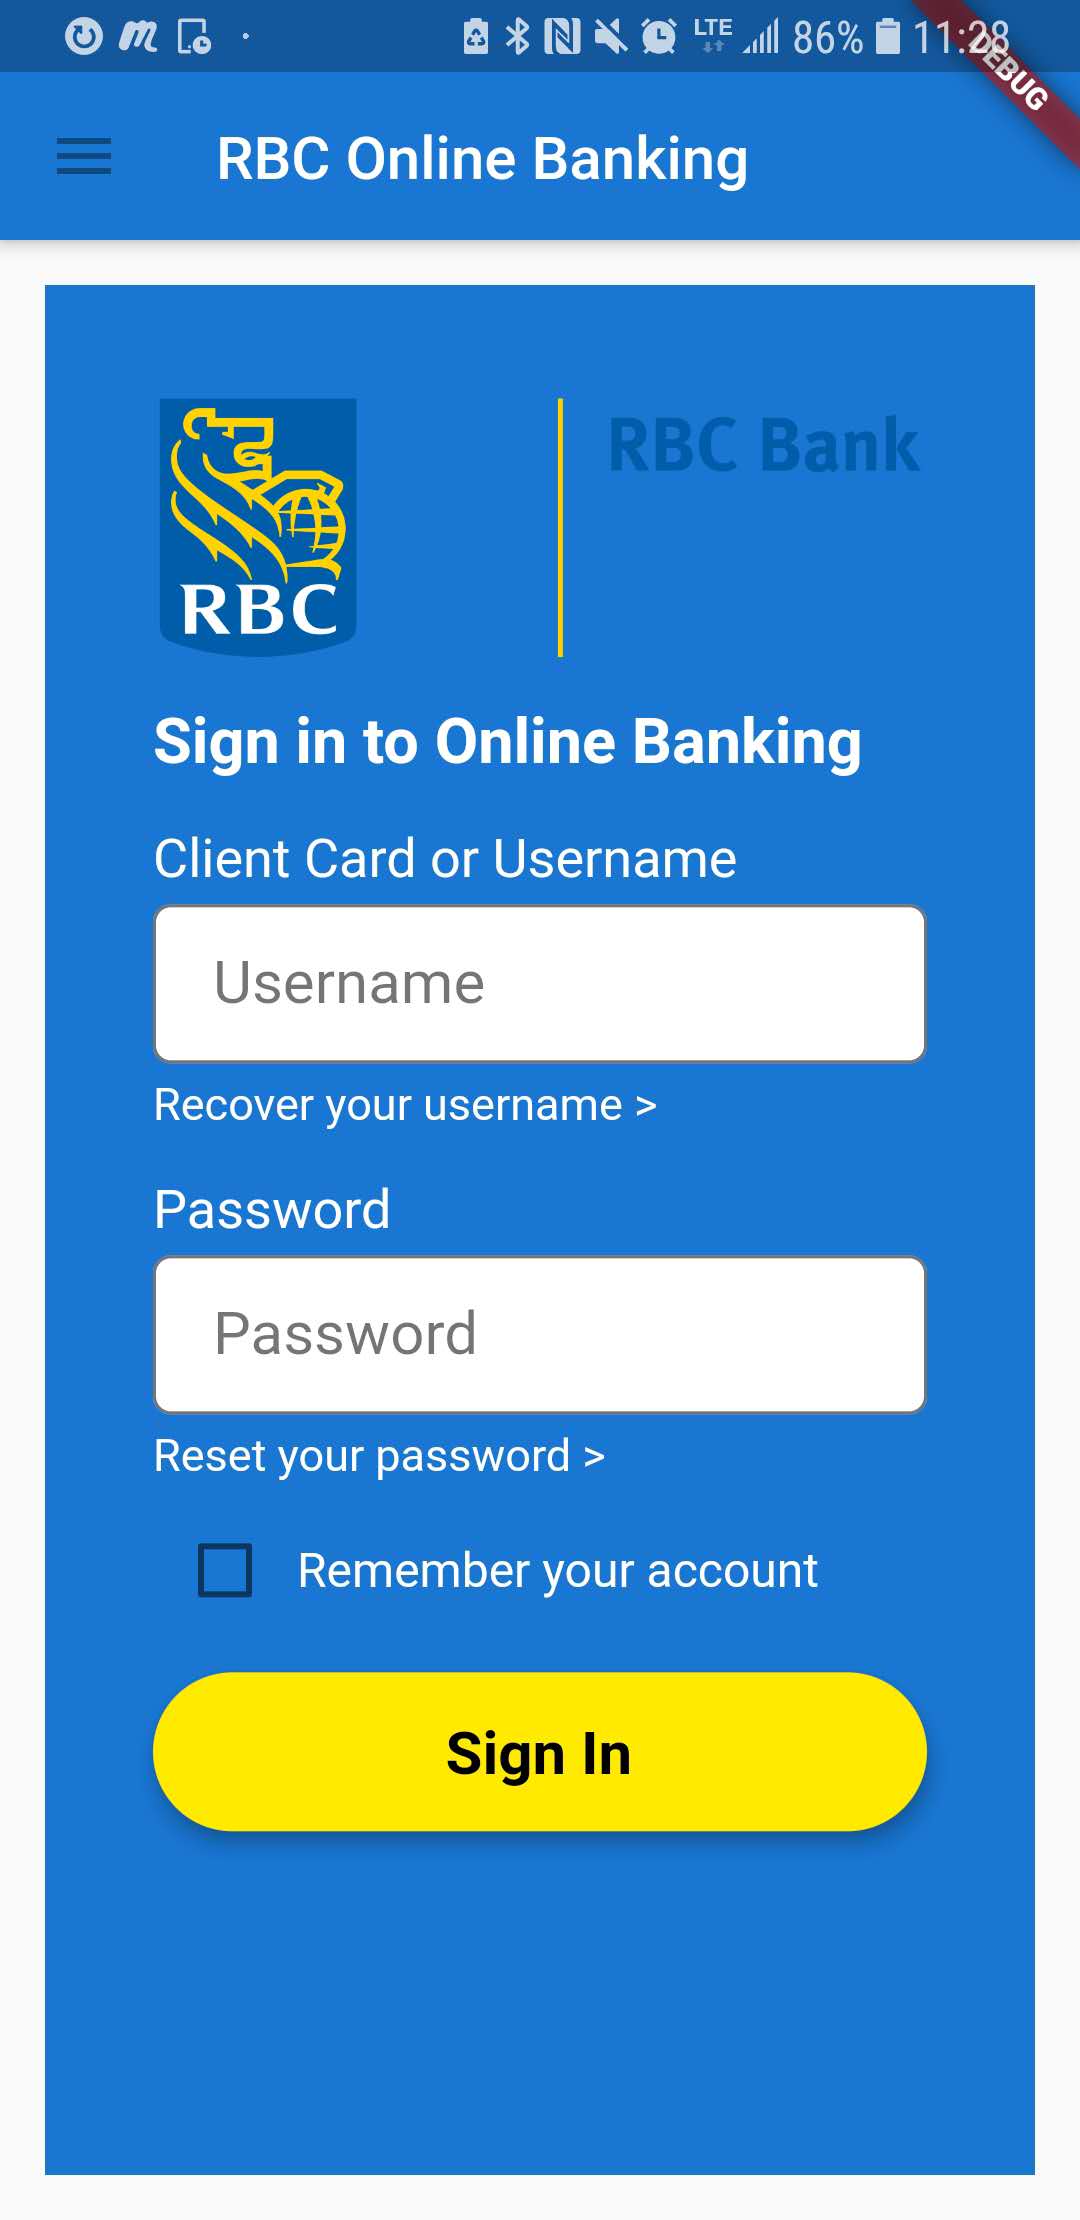 LTE 86% 11:28
DEBUG
RBC Online Banking
RBC
RBC Bank
Sign in to Online Banking
Client Card or Username
Username
Recover your username >
Password
Password
Reset your password >
Remember your account
Sign In